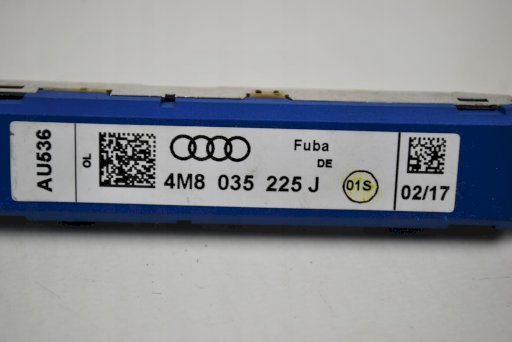 AU536
OL
Fuba
DE
4M8 035 225 J
01S
02/17